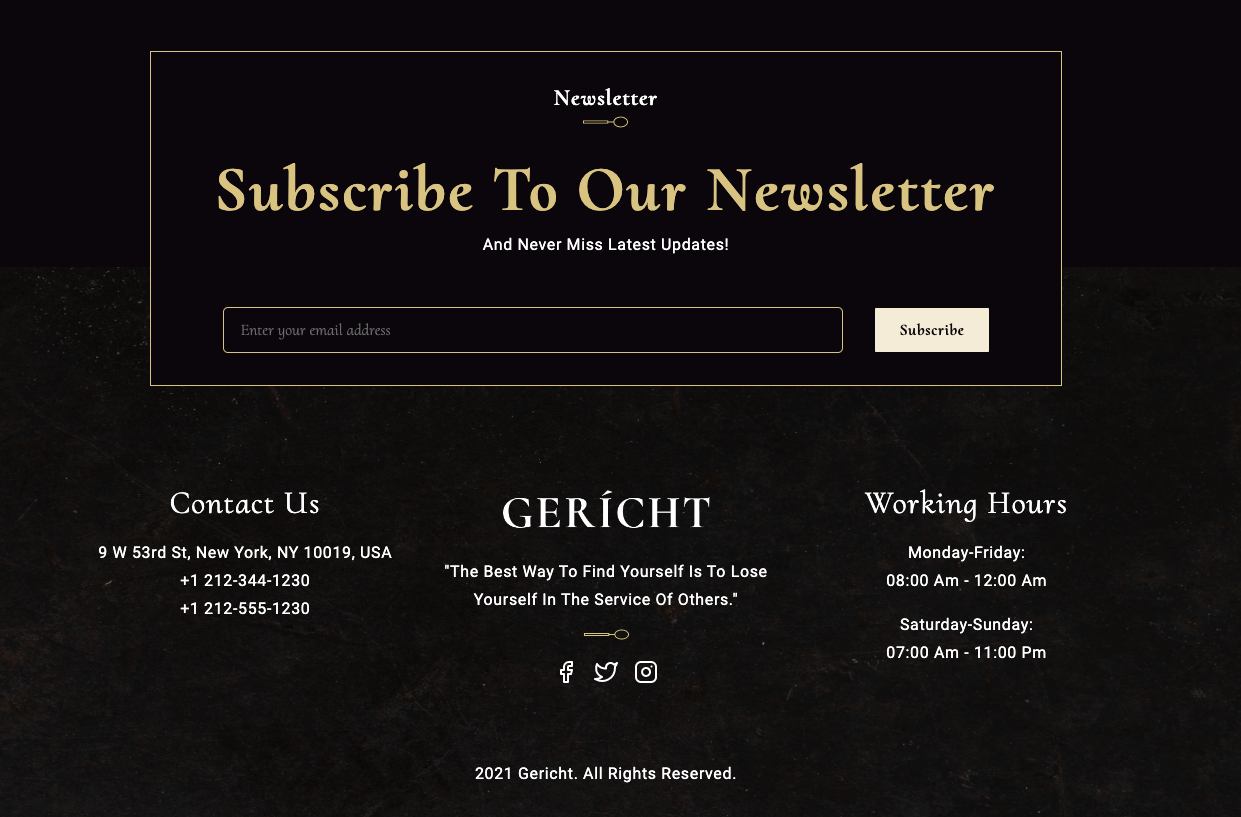 Newsletter
Subscribe To Our Newsletter
And Never Miss Latest Updates!
Enter your email address
Subscribe
Contact Us
9 W 53rd St, New York, NY 10019, USA
+1 212-344-1230
+1 212-555-1230
GERÍCHT
"The Best Way To Find Yourself Is To Lose
Yourself In The Service Of Others."
Working Hours
Monday-Friday:
08:00 Am - 12:00 Am
Saturday-Sunday:
07:00 Am - 11:00 Pm
2021 Gericht. All Rights Reserved.